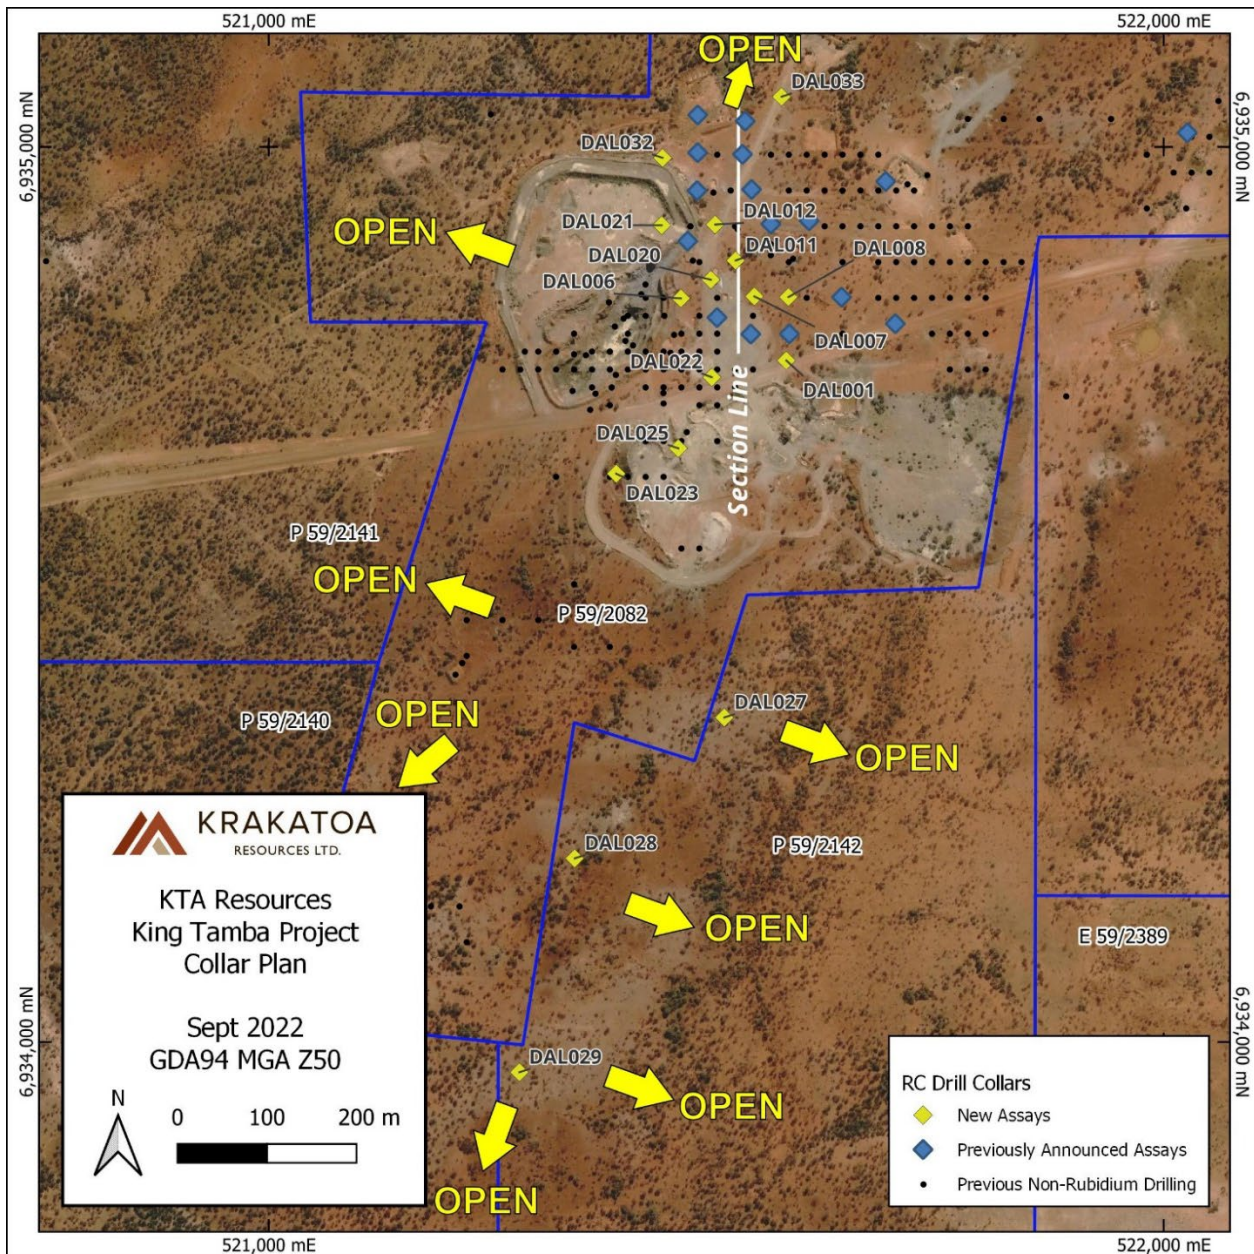 521,000 mE
522,000 mE
OPEN
DAL033
6,935,000 mN
6,935,000 mN
DAL032
DAL021
DAL012
OPEN
DAL011
DAL020
DAL008
DAL006
DAL007
DAL022
DAL001
Section Line
DAL025
DAL023
P 59/2141
OPEN
P 59/2082
DAL027
P 59/2140
OPEN
OPEN
DAL028
P 59/2142
OPEN
E 59/2389
KRAKATOA
RESOURCES LTD.
KTA Resources
King Tamba Project
Collar Plan
Sept 2022
GDA94 MGA Z50
N
0 100 200 m
6,934,000 mN
6,934,000 mN
DAL029
OPEN
OPEN
RC Drill Collars
New Assays
Previously Announced Assays
Previous Non-Rubidium Drilling
521,000 mE
522,000 mE